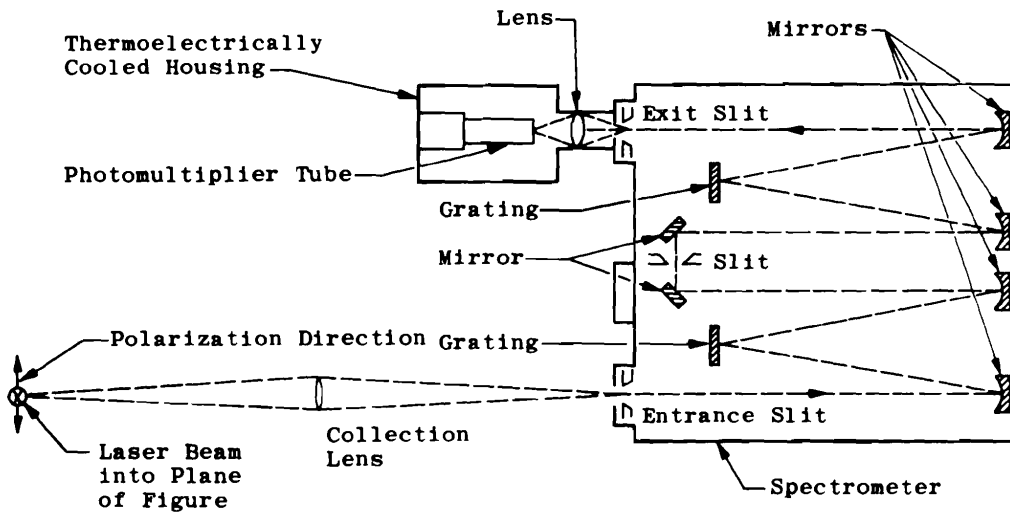 Lens
Mirrors
Thermoelectrically
Cooled Housing
Exit Slit
Photomultiplier Tube
Grating
Mirror
Slit
Polarization Direction
Grating
Entrance Slit
Collection
Lens
Laser Beam
into Plane
of Figure
Spectrometer